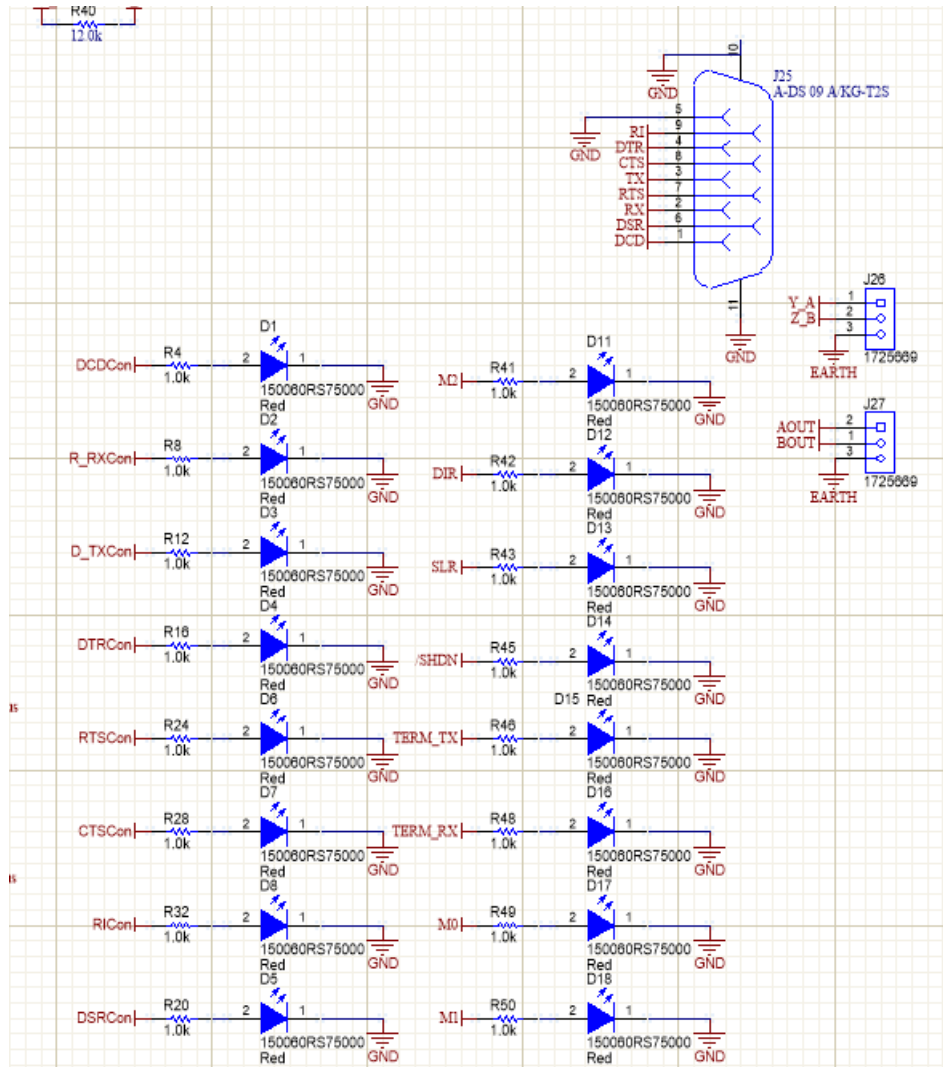 R40
12.0k
10
J25
A-DS 09 A/KG-T2S
GND
5
GND
RI 9
DTR 4
CTS 8
TX 3
RTS 7
RX 2
DSR 6
DCD 1
11
GND
J26
Y_A 1
Z_B 2
3
EARTH
1725669
J27
AOUT 2
BOUT 1
3
EARTH
1725669
D1
DCDCon R4 2 1
1.0k
150060RS75000 GND
Red
D2
R_RXCon R8 2 1
1.0k
150060RS75000 GND
Red
D3
D_TXCon R12 2 1
1.0k
150060RS75000 GND
Red
D4
DTRCon R16 2 1
1.0k
150060RS75000 GND
Red
D6
RTSCon R24 2 1
1.0k
150060RS75000 GND
Red
D7
CTSCon R28 2 1
1.0k
150060RS75000 GND
Red
D8
RICon R32 2 1
1.0k
150060RS75000 GND
Red
D5
DSRCon R20 2 1
1.0k
150060RS75000 GND
Red
D11
M2 R41 2 1
1.0k
150060RS75000 GND
Red
D12
DIR R42 2 1
1.0k
150060RS75000 GND
Red
D13
SLR R43 2 1
1.0k
150060RS75000 GND
Red
D14
/SHDN R45 2 1
1.0k
150060RS75000 GND
D15 Red
TERM_TX R46 2 1
1.0k
150060RS75000 GND
Red
D16
TERM_RX R48 2 1
1.0k
150060RS75000 GND
Red
D17
M0 R49 2 1
1.0k
150060RS75000 GND
Red
D18
M1 R50 2 1
1.0k
150060RS75000 GND
Red